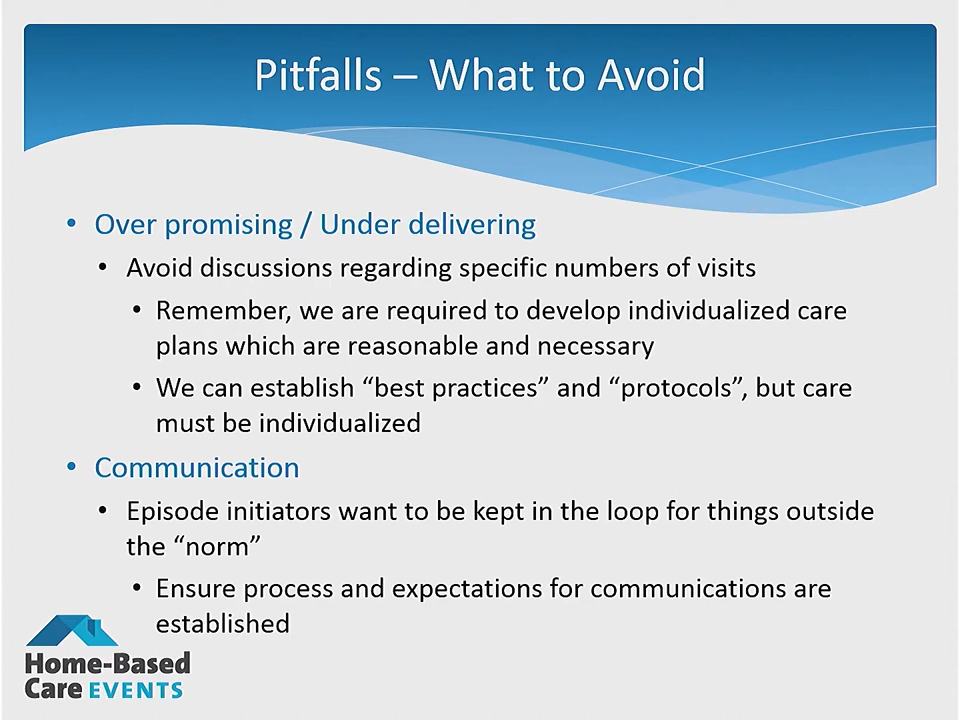 Pitfalls – What to Avoid
• Over promising / Under delivering
• Avoid discussions regarding specific numbers of visits
• Remember, we are required to develop individualized care
plans which are reasonable and necessary
• We can establish “best practices” and “protocols”, but care
must be individualized
• Communication
• Episode initiators want to be kept in the loop for things outside
the “norm”
• Ensure process and expectations for communications are
established
Home-Based
Care EVENTS